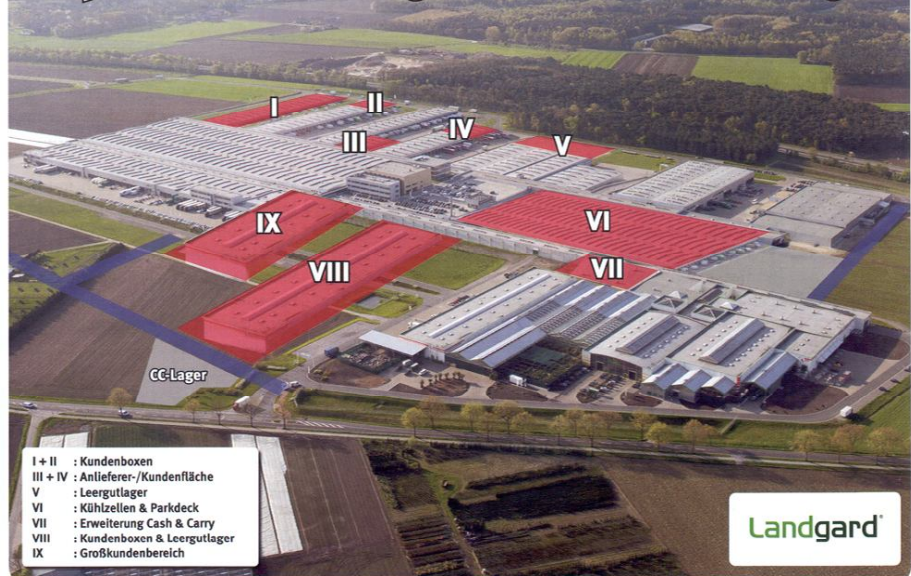 I
II
III
IV
V
IX
VI
VIII
VII
CC-Lager
I + II : Kundenboxen
III + IV : Anlieferer-/Kundenfläche
V : Leergutlager
VI : Kühlzellen & Parkdeck
VII : Erweiterung Cash & Carry
VIII : Kundenboxen & Leergutlager
IX : Großkundenbereich
Landgard